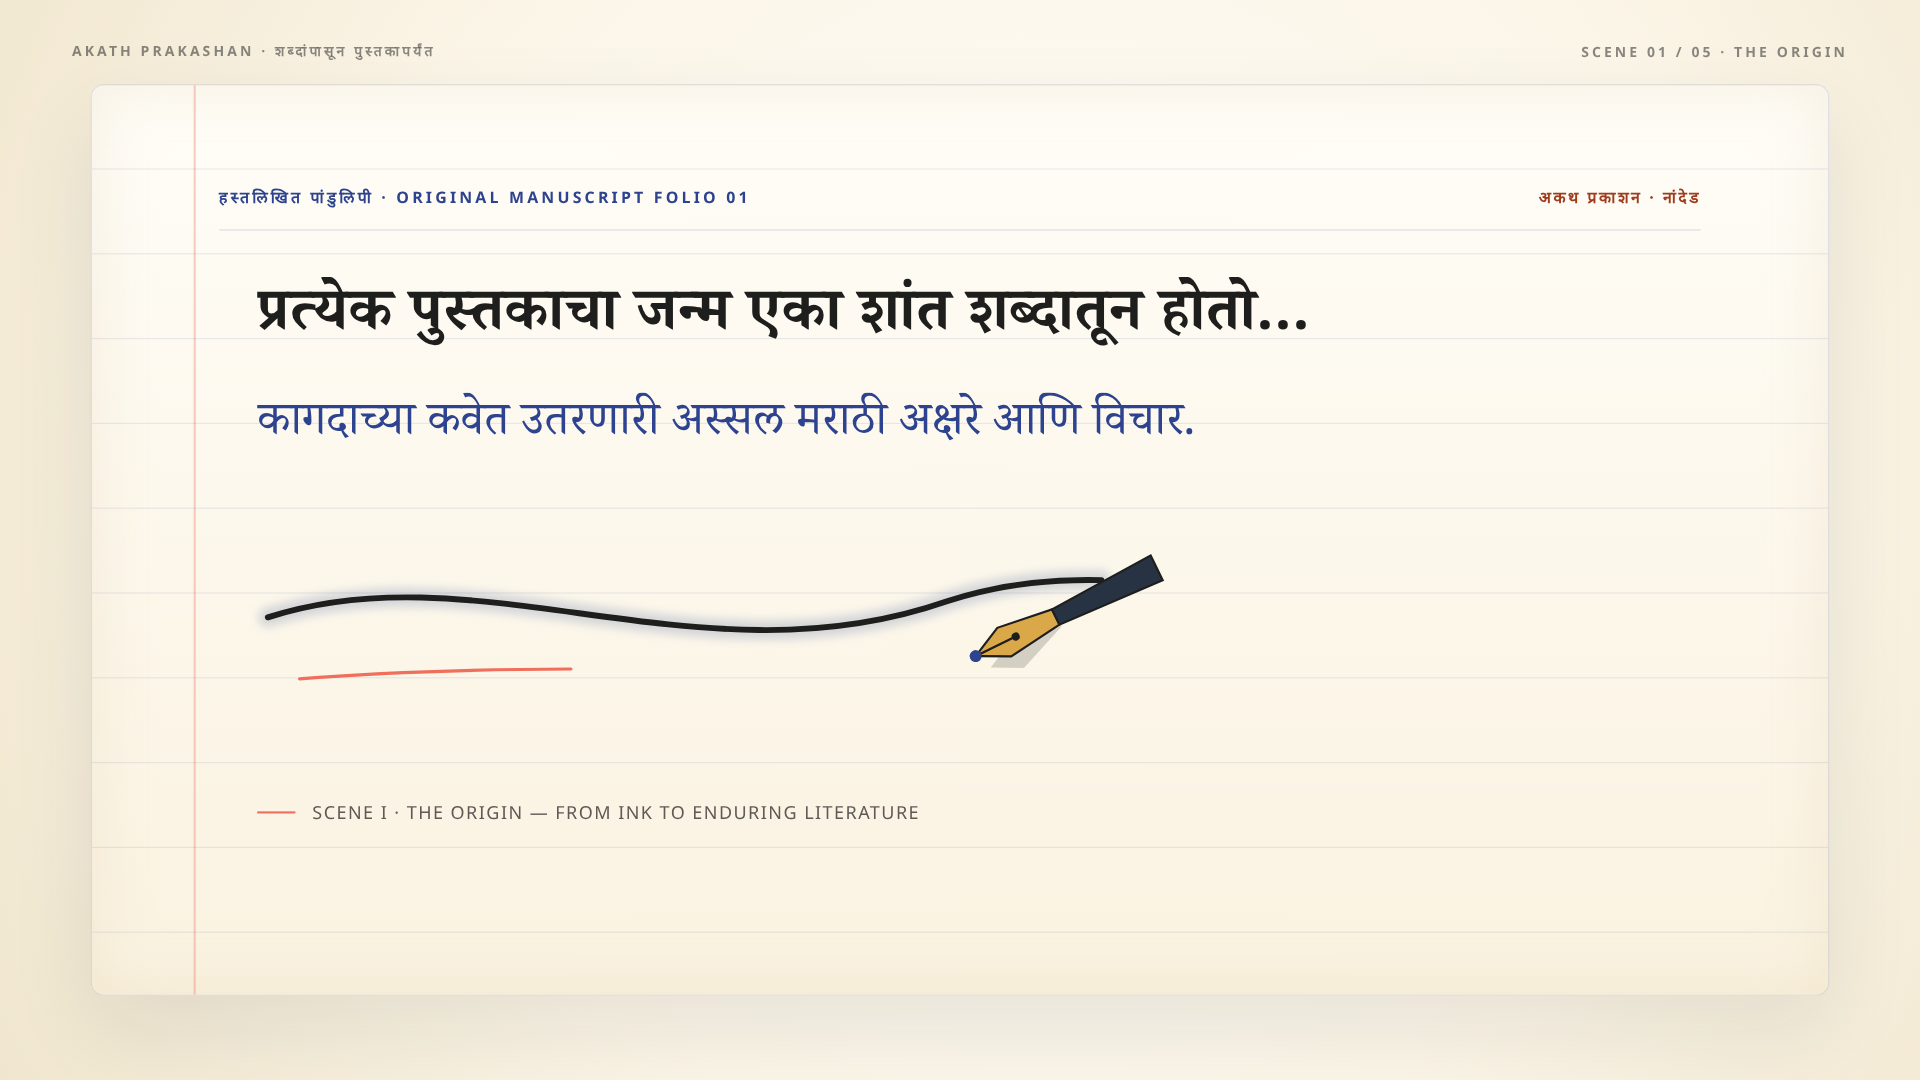 AKATH PRAKASHAN · शब्दांपासून पुस्तकापर्यंत
SCENE 01 / 05 · THE ORIGIN
हस्तलिखित पांडुलिपी · ORIGINAL MANUSCRIPT FOLIO 01
अकथ प्रकाशन · नांदेड
प्रत्येक पुस्तकाचा जन्म एका शांत शब्दातून होतो...
कागदाच्या कवेत उतरणारी अस्सल मराठी अक्षरे आणि विचार.
SCENE I · THE ORIGIN — FROM INK TO ENDURING LITERATURE